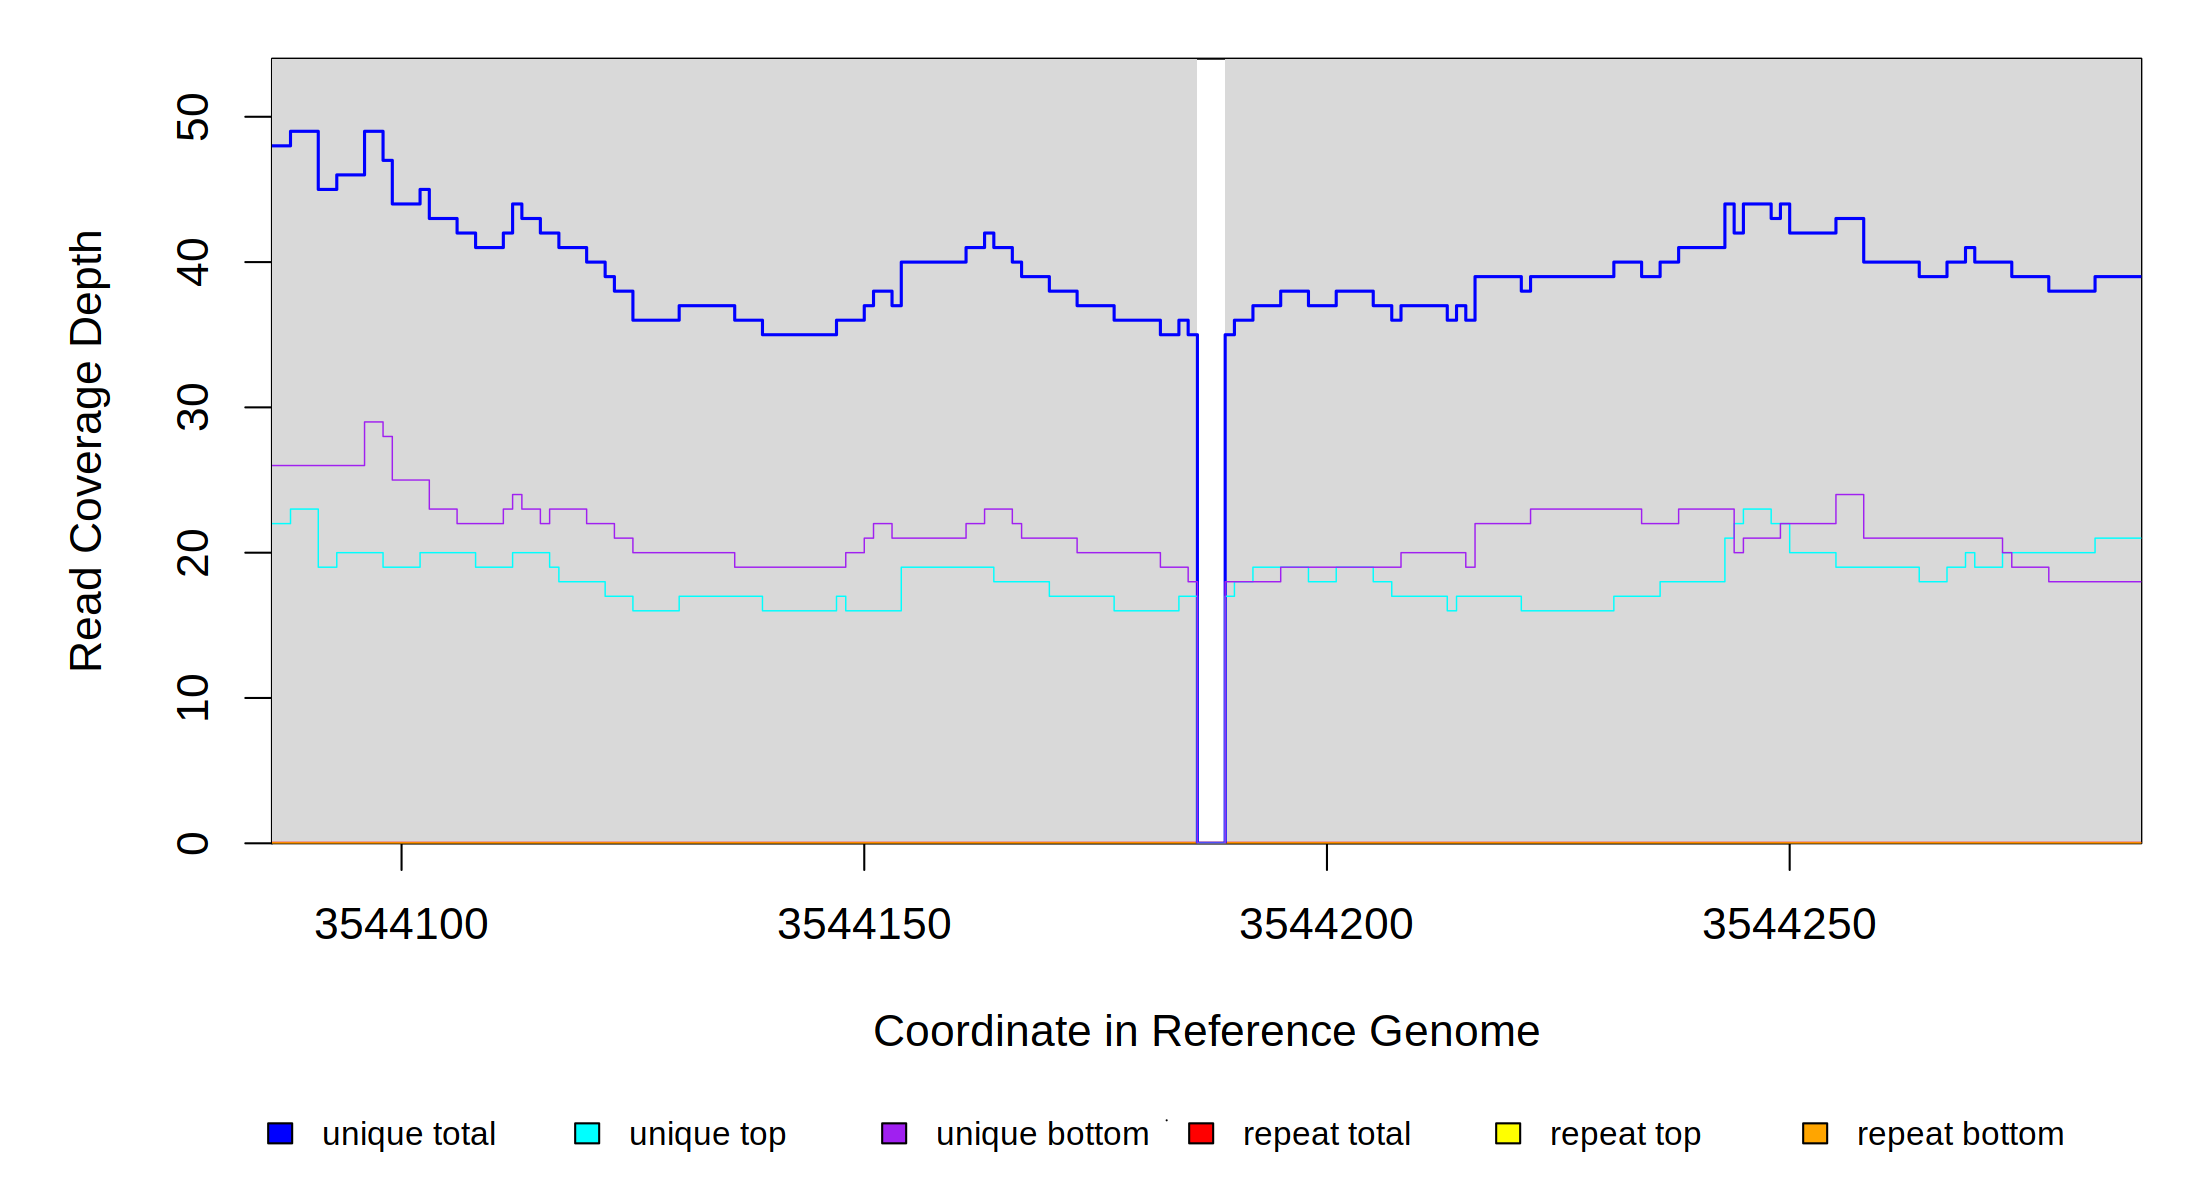 50
40
30
20
10
0
Read Coverage Depth
3544100 3544150 3544200 3544250
Coordinate in Reference Genome
unique total unique top unique bottom repeat total repeat top repeat bottom